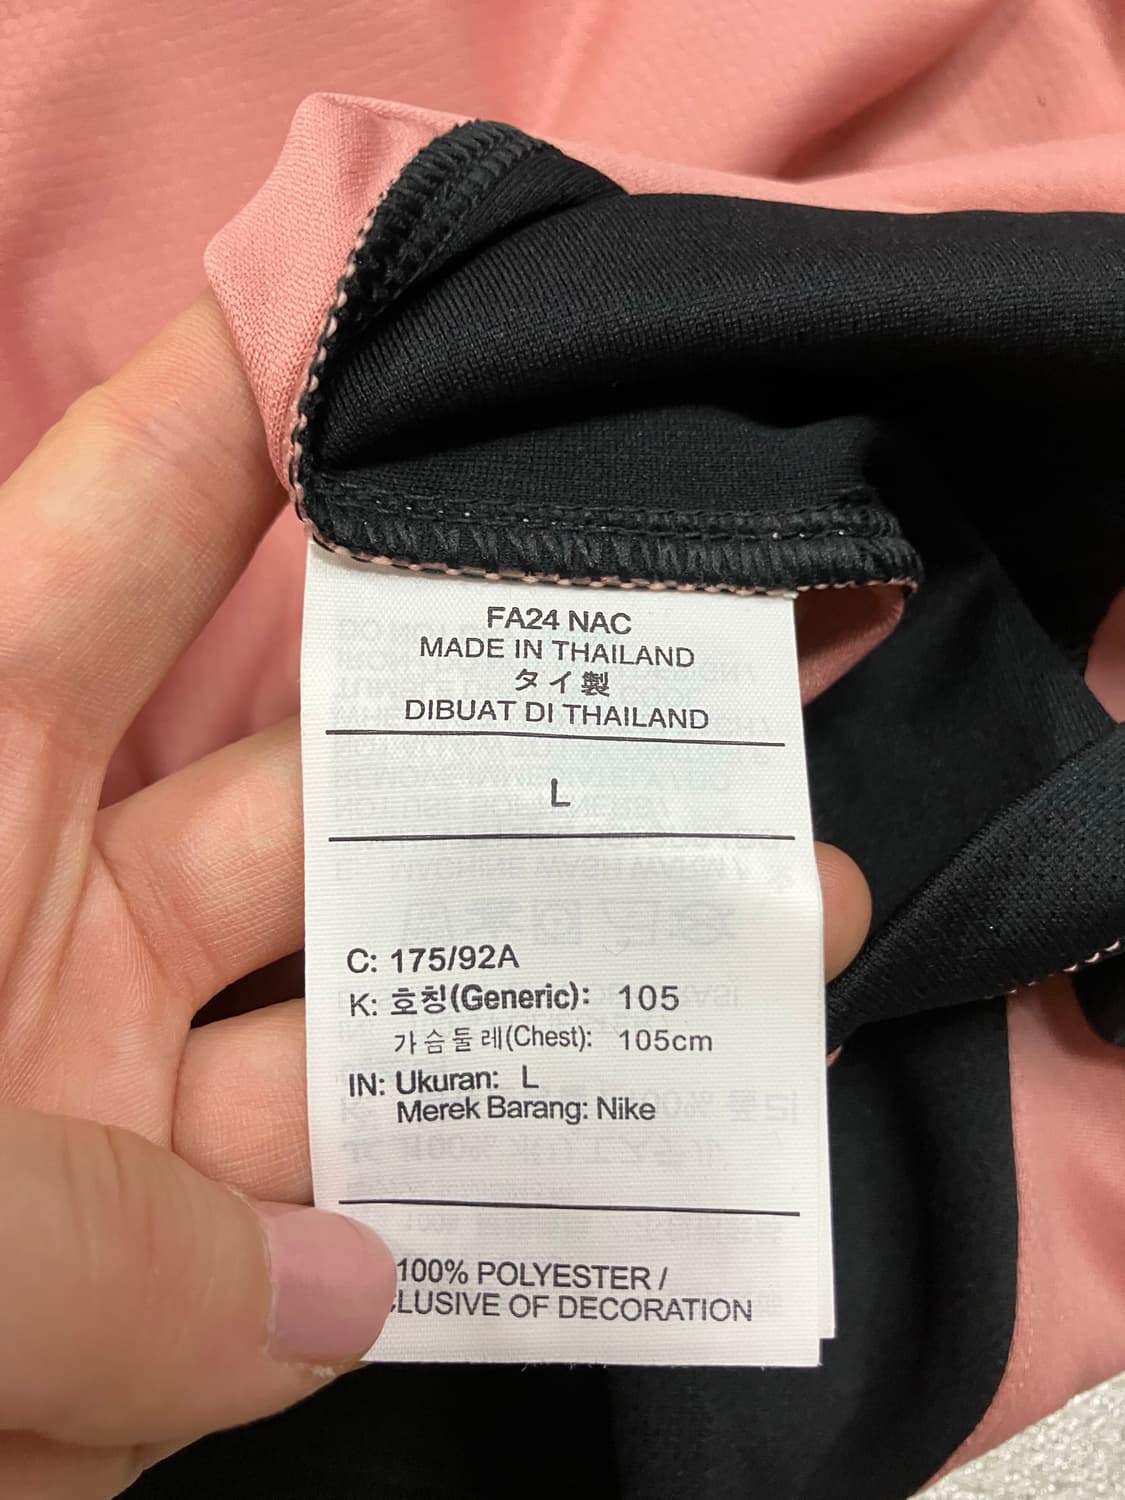 FA24 NAC
MADE IN THAILAND
タイ製
DIBUAT DI THAILAND
L
C: 175/92A
K: 호칭(Generic): 105
가슴둘레(Chest): 105cm
IN: Ukuran: L
Merek Barang: Nike
100% POLYESTER /
OF DECORATION